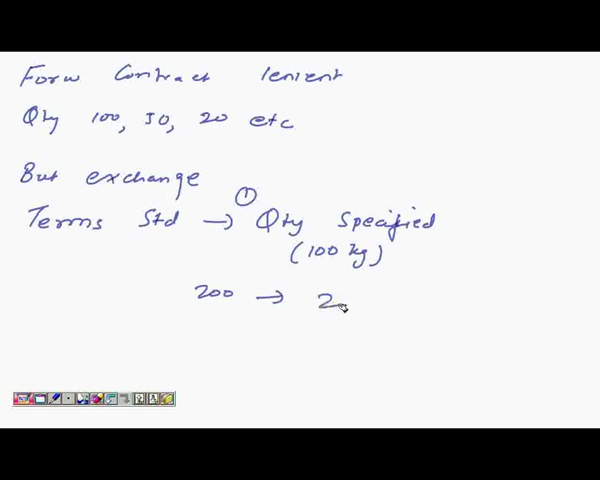 Forw Contract lenient
Qty 100, 50, 20 etc
But exchange
Terms Std → ① Qty Specified
(100 kg)
200 → 2